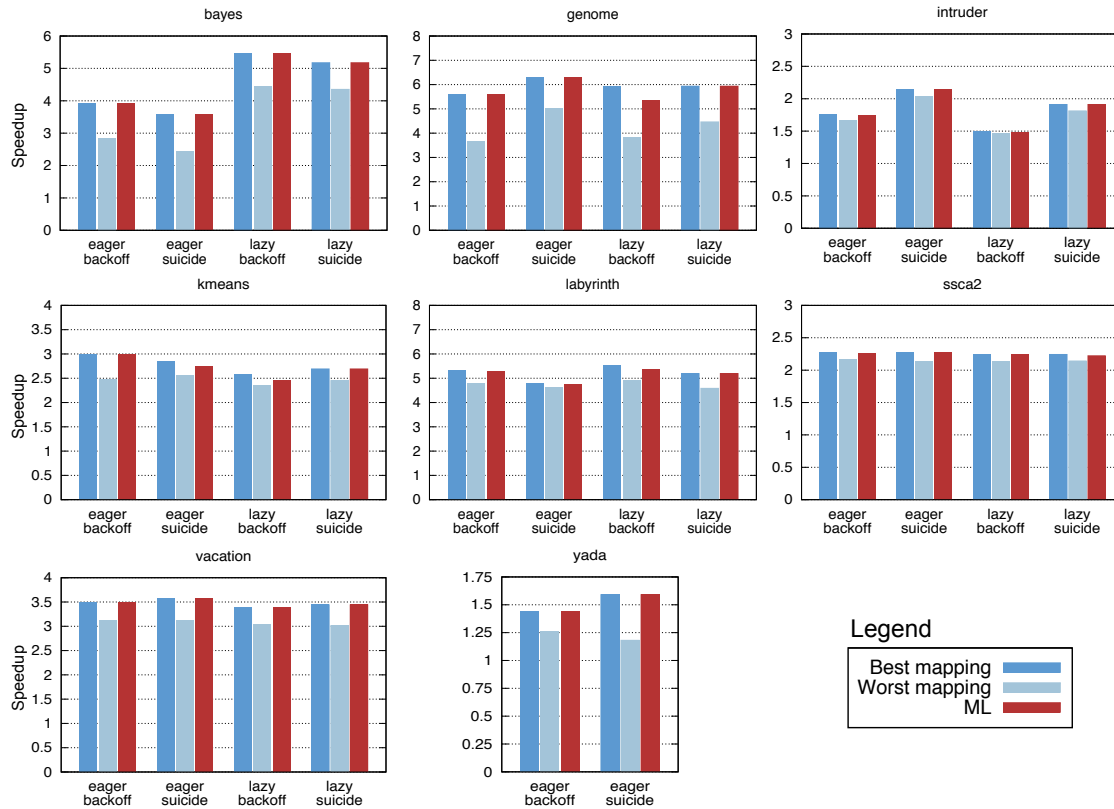 bayes
genome
intruder
Speedup
6
5
4
3
2
1
0
eager backoff
eager suicide
lazy backoff
lazy suicide
8
7
6
5
4
3
2
1
0
eager backoff
eager suicide
lazy backoff
lazy suicide
3
2.5
2
1.5
1
0.5
0
eager backoff
eager suicide
lazy backoff
lazy suicide
kmeans
labyrinth
ssca2
Speedup
4
3.5
3
2.5
2
1.5
1
0.5
0
eager backoff
eager suicide
lazy backoff
lazy suicide
8
7
6
5
4
3
2
1
0
eager backoff
eager suicide
lazy backoff
lazy suicide
3
2.5
2
1.5
1
0.5
0
eager backoff
eager suicide
lazy backoff
lazy suicide
vacation
yada
Speedup
4
3.5
3
2.5
2
1.5
1
0.5
0
eager backoff
eager suicide
lazy backoff
lazy suicide
1.75
1.5
1.25
1
0.75
0.5
0.25
0
eager backoff
eager suicide
Legend
Best mapping
Worst mapping
ML